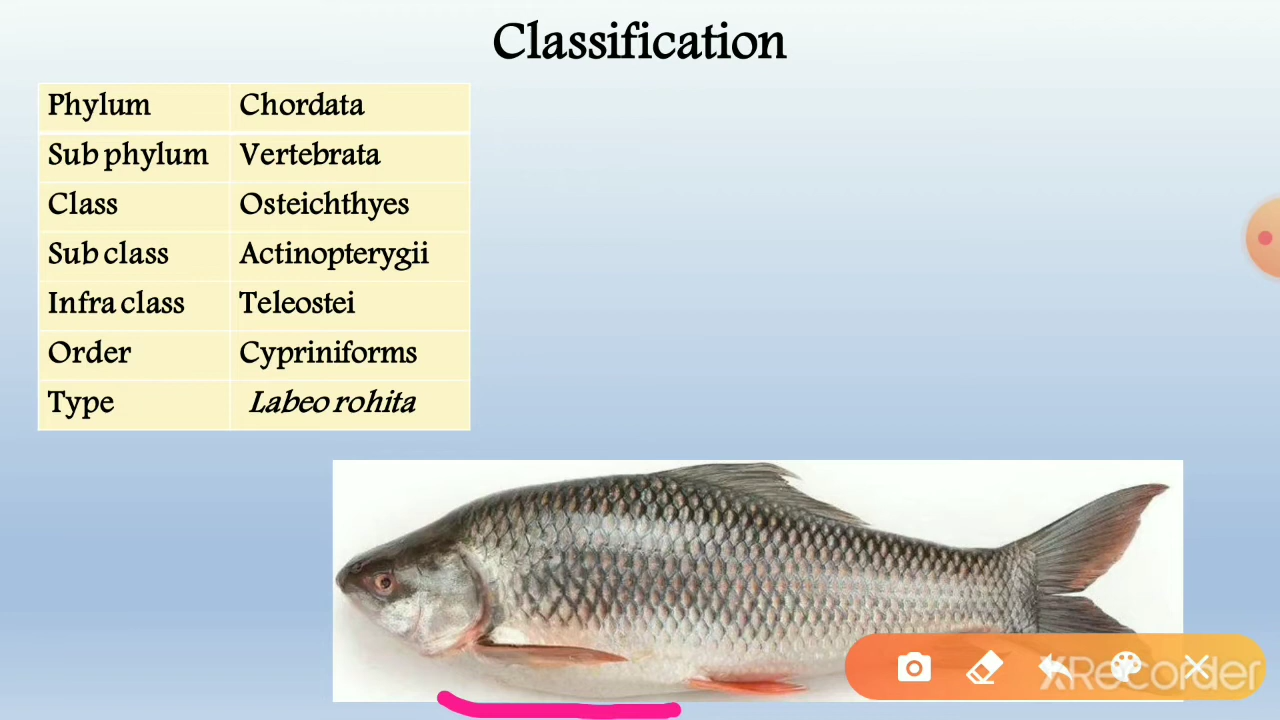 Classification
Phylum Chordata
Sub phylum Vertebrata
Class Osteichthyes
Sub class Actinopterygii
Infra class Teleostei
Order Cypriniforms
Type Labeo rohita
XRecorder